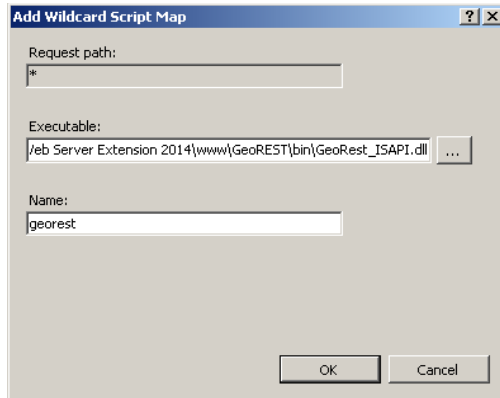 Add Wildcard Script Map
Request path:
*
Executable:
/eb Server Extension 2014\www\GeoREST\bin\GeoRest_ISAPI.dll
...
Name:
georest
OK Cancel